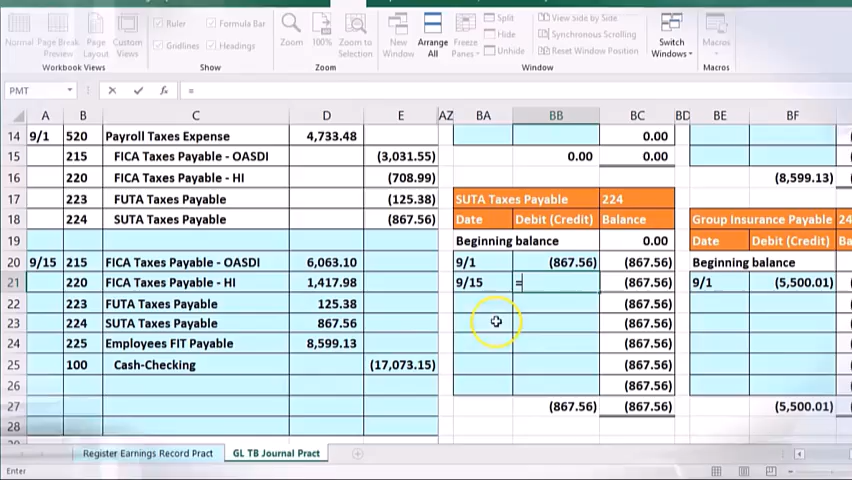 Normal Page Break Preview Page Layout Custom Views
Workbook Views
Ruler Formula Bar
Gridlines Headings
Show
Zoom 100% Zoom to Selection
Zoom
New Window Arrange All Freeze Panes
Split
Hide
Unhide
View Side by Side
Synchronous Scrolling
Reset Window Position
Switch Windows
Window
Macros
Macros
PMT =
A B C D E AZ BA BB BC BD BE BF
14 9/1 520 Payroll Taxes Expense 4,733.48 0.00
15 215 FICA Taxes Payable - OASDI (3,031.55) 0.00 0.00
16 220 FICA Taxes Payable - HI (708.99) (8,599.13)
17 223 FUTA Taxes Payable (125.38) SUTA Taxes Payable 224
18 224 SUTA Taxes Payable (867.56) Date Debit (Credit) Balance Group Insurance Payable 24
19 Beginning balance 0.00 Date Debit (Credit) Ba
20 9/15 215 FICA Taxes Payable - OASDI 6,063.10 9/1 (867.56) (867.56) Beginning balance
21 220 FICA Taxes Payable - HI 1,417.98 9/15 = (867.56) 9/1 (5,500.01)
22 223 FUTA Taxes Payable 125.38 (867.56)
23 224 SUTA Taxes Payable 867.56 (867.56)
24 225 Employees FIT Payable 8,599.13 (867.56)
25 100 Cash-Checking (17,073.15) (867.56)
26 (867.56)
27 (867.56) (867.56) (5,500.01)
28
Register Earnings Record Pract GL TB Journal Pract
Enter